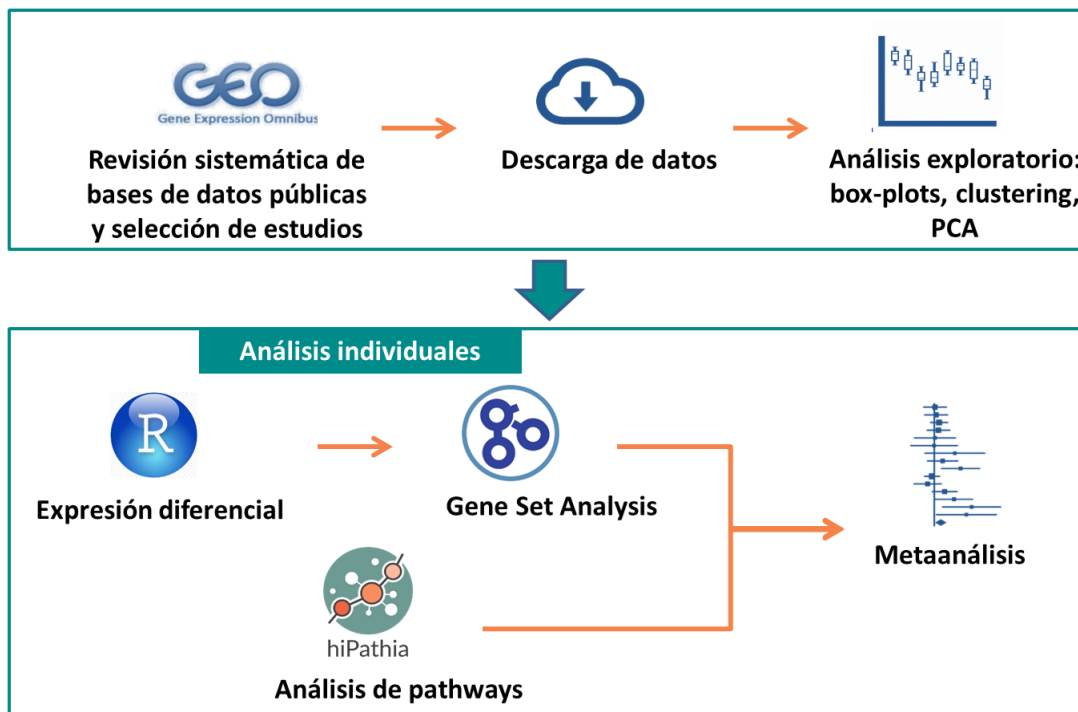 GEO
Gene Expression Omnibus
Revisión sistemática de
bases de datos públicas
y selección de estudios
Descarga de datos
Análisis exploratorio:
box-plots, clustering,
PCA
Análisis individuales
R
Expresión diferencial
Gene Set Analysis
hiPathia
Análisis de pathways
Metaanálisis